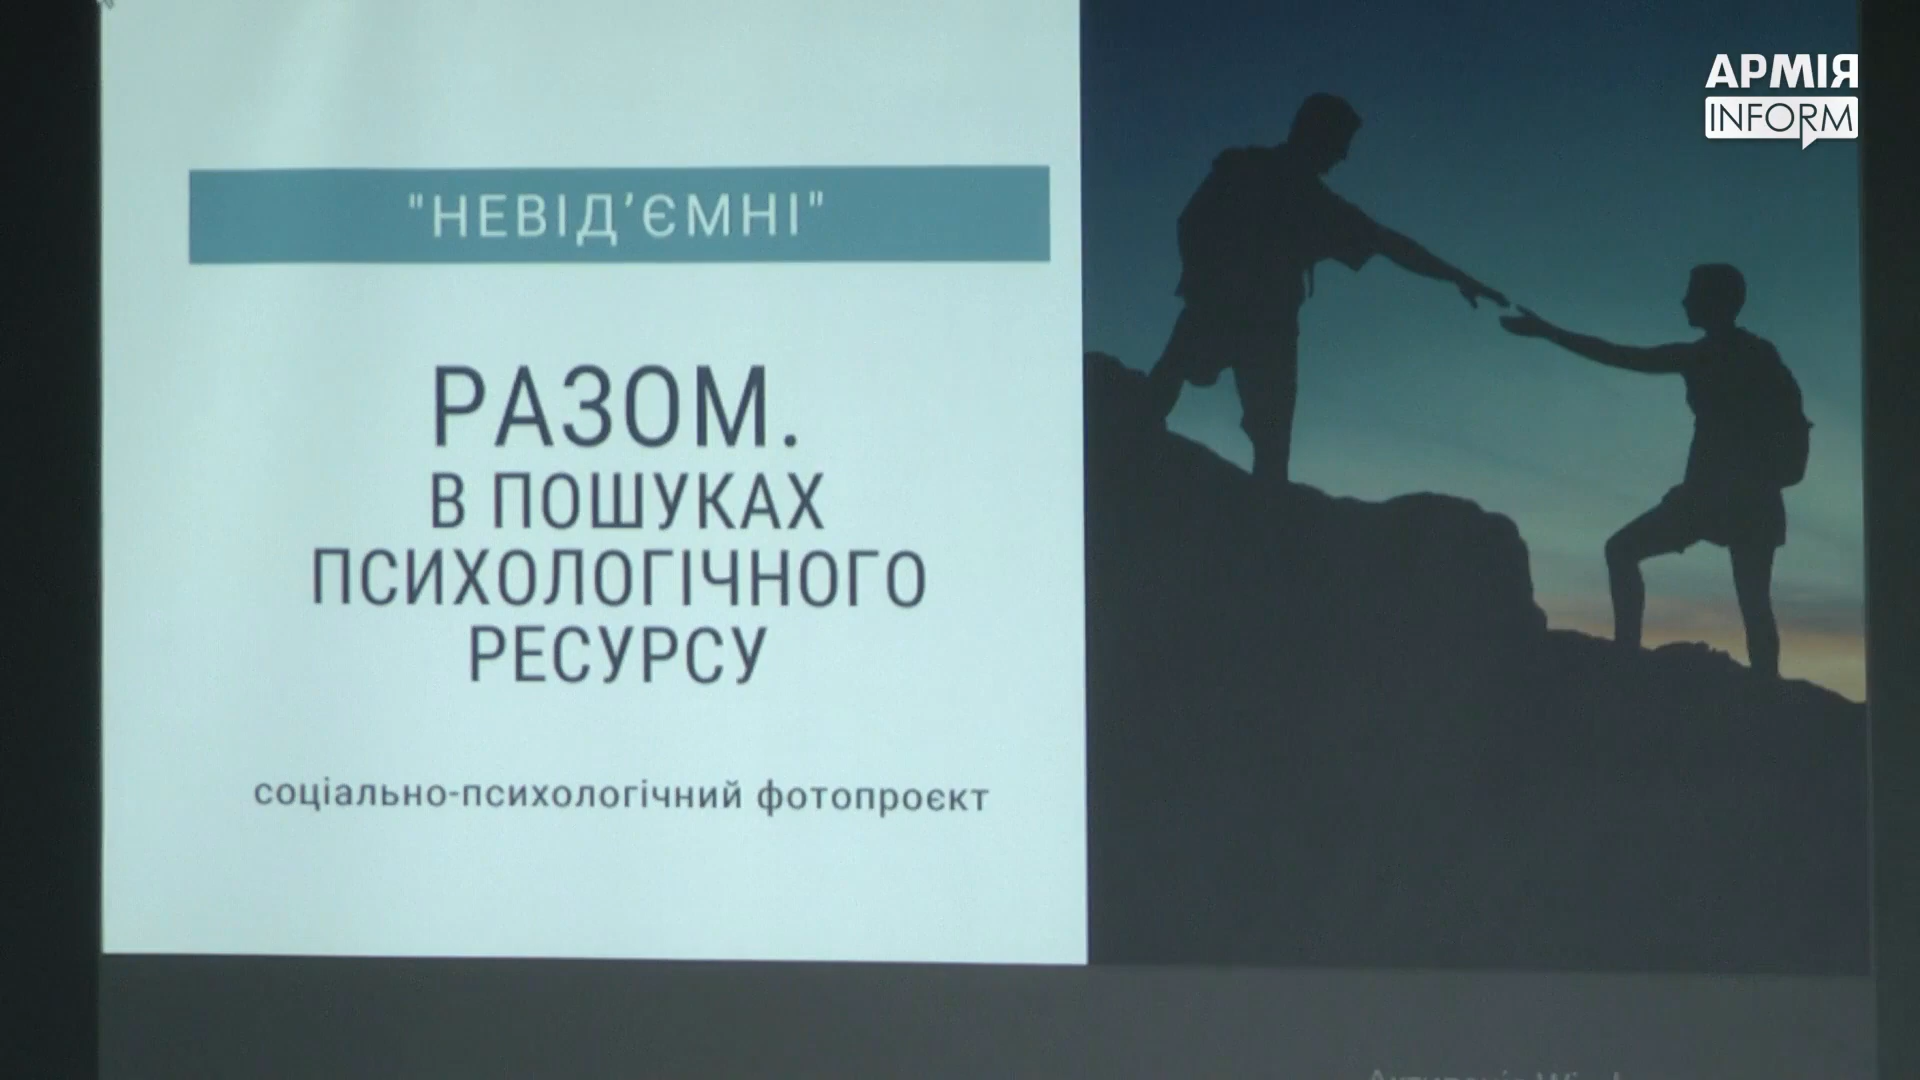 АРМІЯ
INFORM
"НЕВІД’ЄМНІ"
РАЗОМ.
В ПОШУКАХ
ПСИХОЛОГІЧНОГО
РЕСУРСУ
соціально-психологічний фотопроєкт